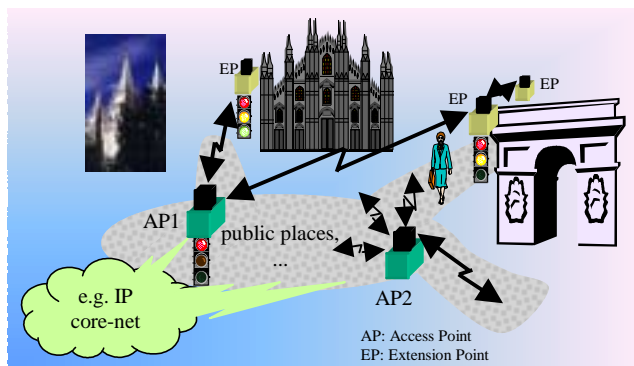 EP
EP
EP
AP1
public places,
...
AP2
e.g. IP
core-net
AP: Access Point
EP: Extension Point